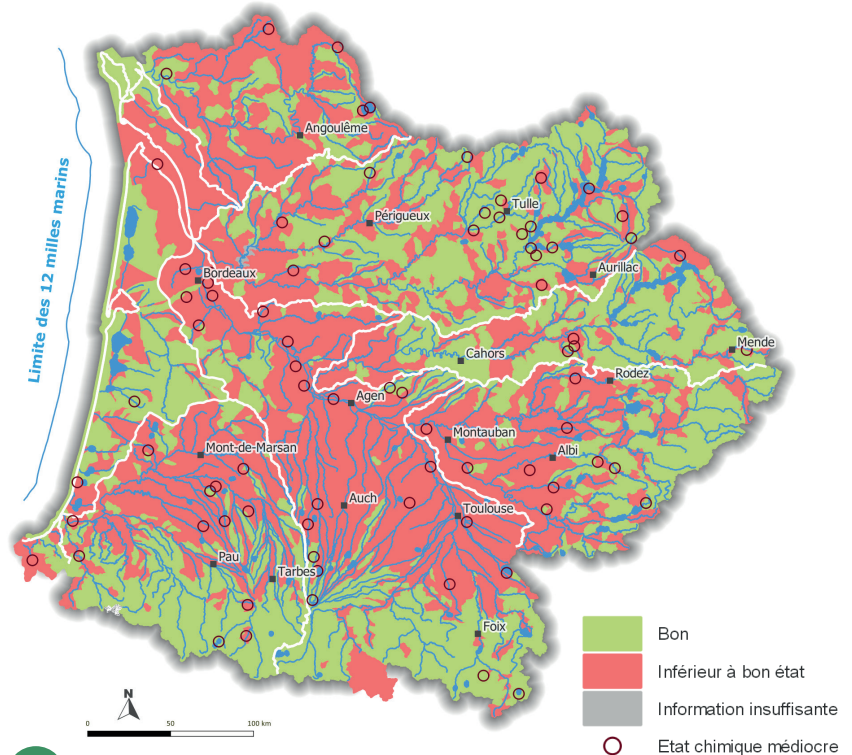 Limite des 12 milles marins
Angoulême
Périgueux
Tulle
Bordeaux
Aurillac
Cahors
Mende
Rodez
Agen
Montauban
Mont-de-Marsan
Albi
Auch
Toulouse
Pau
Tarbes
Foix
N
0 50 100 km
Bon
Inférieur à bon état
Information insuffisante
Etat chimique médiocre